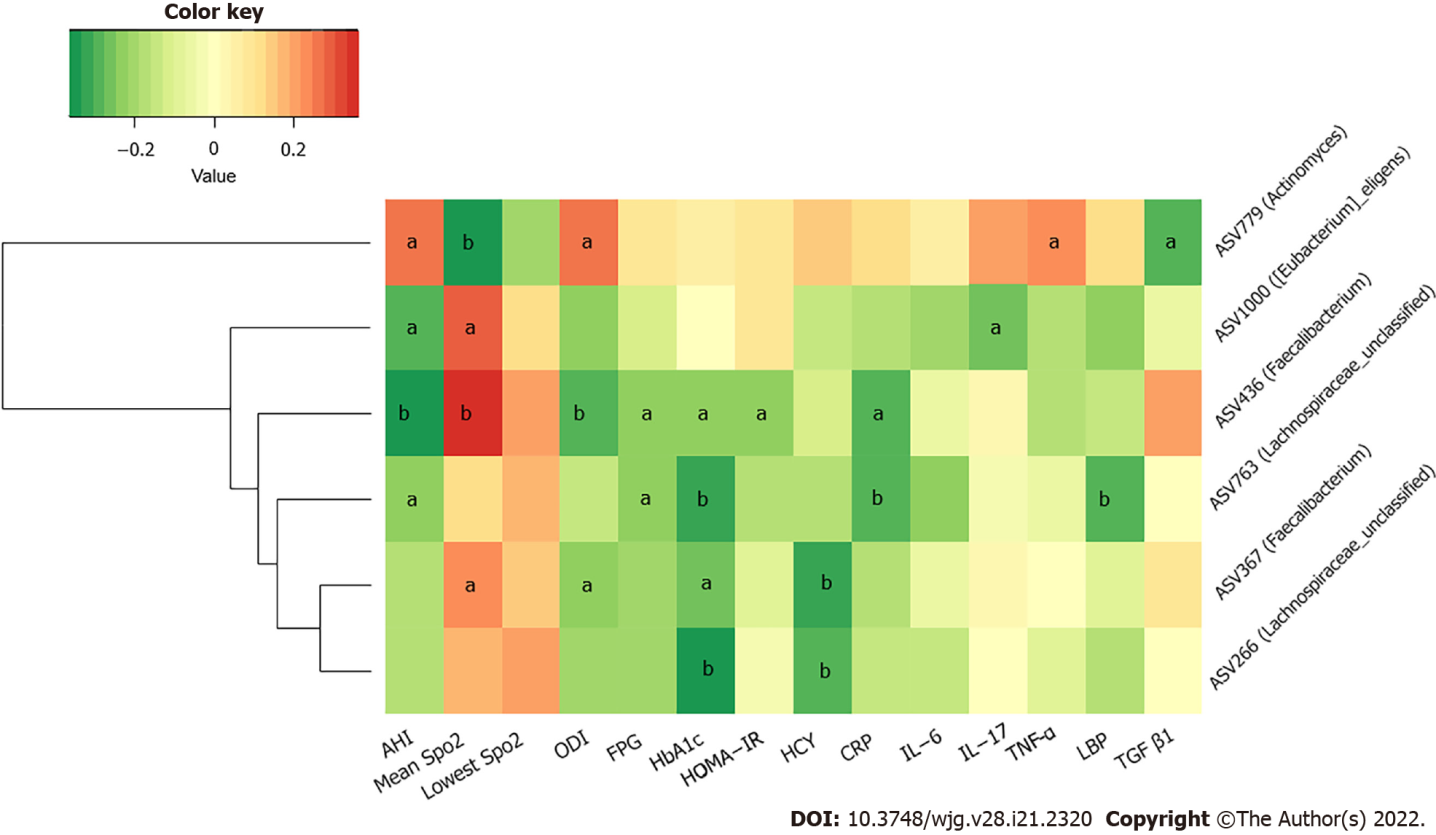 Color key
−0.2 0 0.2
Value
ASV779 (Actinomyces)
ASV1000 ([Eubacterium]_eligens)
ASV436 (Faecalibacterium)
ASV763 (Lachnospiraceae_unclassified)
ASV367 (Faecalibacterium)
ASV266 (Lachnospiraceae_unclassified)
a b a a a
a a a
b b b a a a a
a a b b b
a a a b
b b
AHI Mean Spo2 Lowest Spo2 ODI FPG HbA1c HOMA−IR HCY CRP IL−6 IL−17 TNF-α LBP TGF β1
DOI: 10.3748/wjg.v28.i21.2320 Copyright ©The Author(s) 2022.